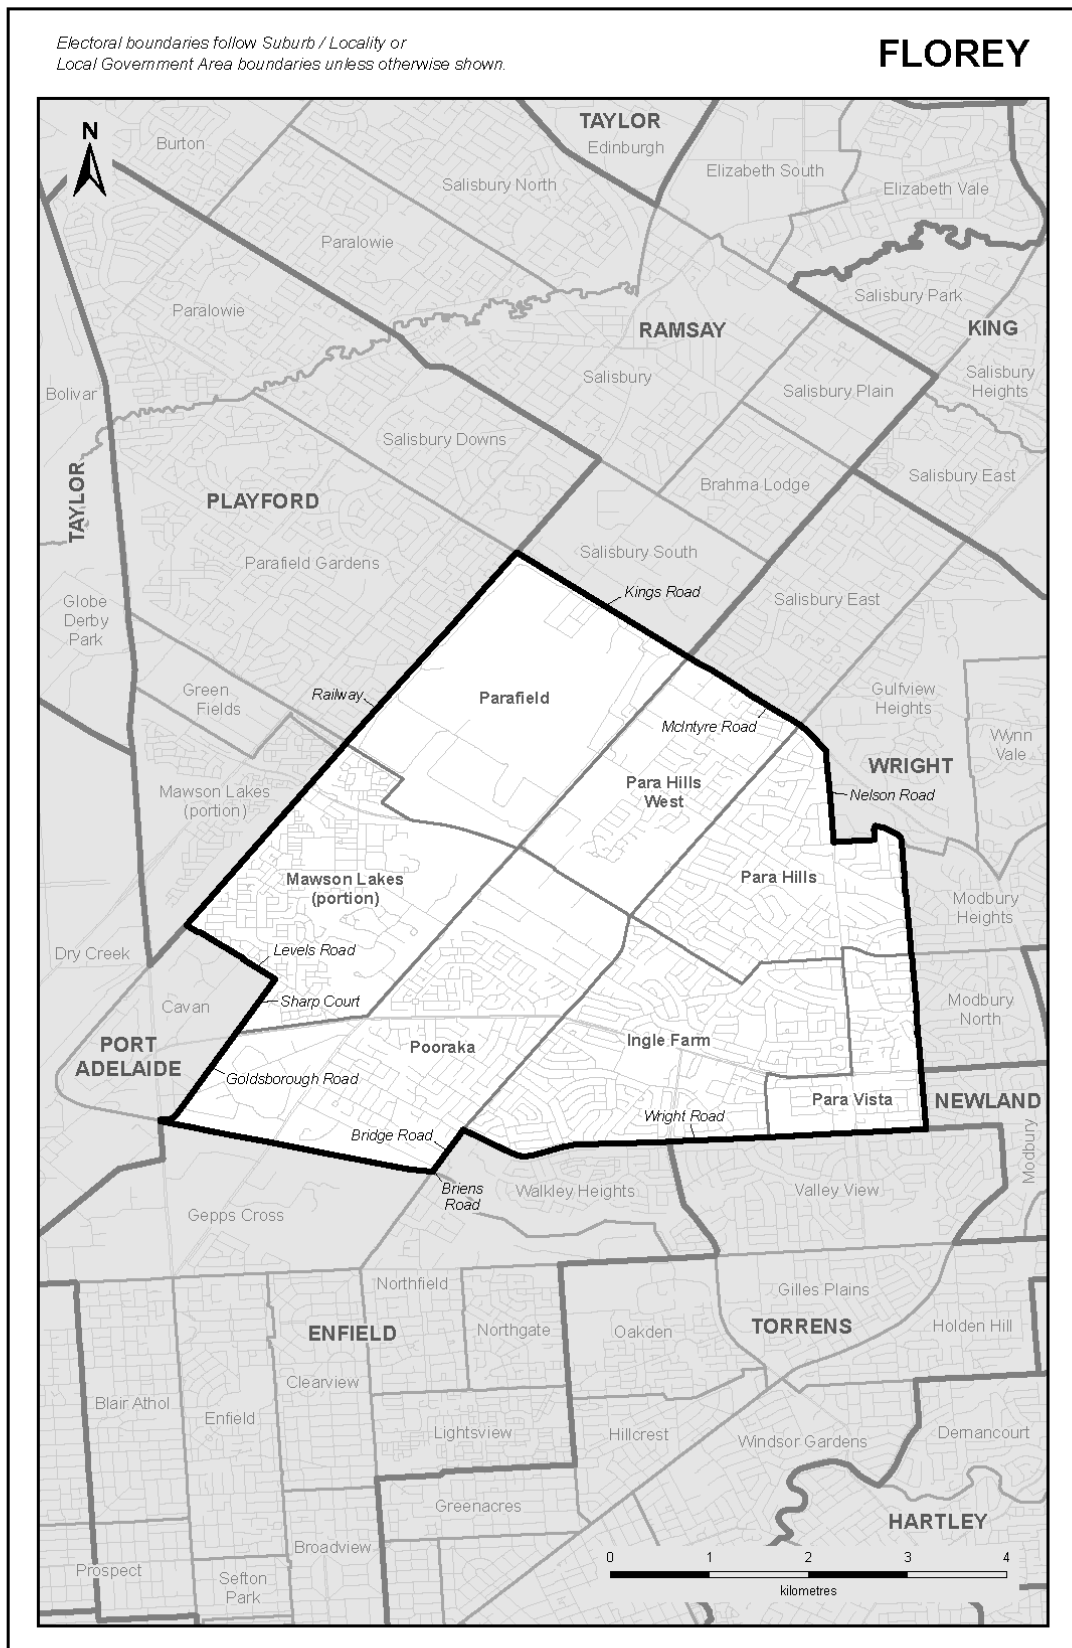 Electoral boundaries follow Suburb / Locality or
Local Government Area boundaries unless otherwise shown.
FLOREY
N
TAYLOR
Edinburgh
Burton
Elizabeth South
Salisbury North
Elizabeth Vale
Paralowie
Salisbury Park
Paralowie
RAMSAY
KING
Salisbury
Heights
Salisbury
Bolivar
Salisbury Plain
Salisbury Downs
Salisbury East
Brahma Lodge
TAYLOR
PLAYFORD
Salisbury South
Parafield Gardens
Kings Road
Salisbury East
Globe
Derby
Park
Green
Fields
Railway
Parafield
Gulfview
Heights
McIntyre Road
Wynn
Vale
WRIGHT
Para Hills
West
Nelson Road
Mawson Lakes
(portion)
Mawson Lakes
(portion)
Para Hills
Modbury
Heights
Dry Creek
Levels Road
Cavan
Sharp Court
Modbury
North
PORT
ADELAIDE
Pooraka
Ingle Farm
Goldsborough Road
Para Vista
NEWLAND
Wright Road
Bridge Road
Modbury
Briens
Road
Walkley Heights
Valley View
Gepps Cross
Northfield
Gilles Plains
ENFIELD
Northgate
Oakden
TORRENS
Holden Hill
Clearview
Blair Athol
Enfield
Lightsview
Hillcrest
Windsor Gardens
Dernancourt
Greenacres
HARTLEY
Broadview
Prospect
Sefton
Park
0 1 2 3 4
kilometres